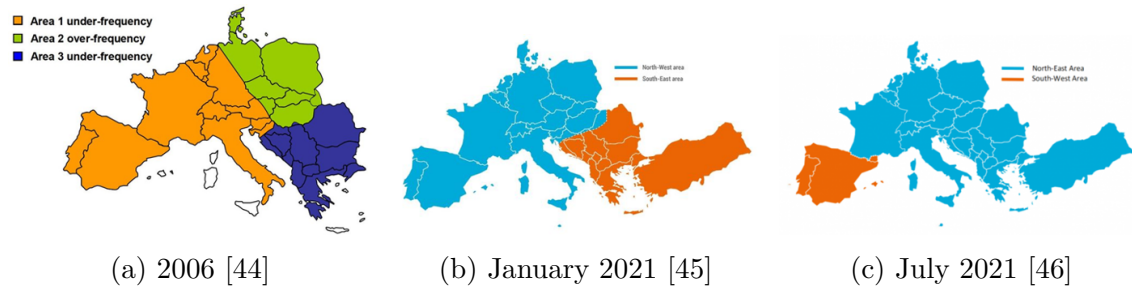 Area 1 under-frequency
Area 2 over-frequency
Area 3 under-frequency
North-West area
South-East area
North-East Area
South-West Area
(a) 2006 [44]
(b) January 2021 [45]
(c) July 2021 [46]